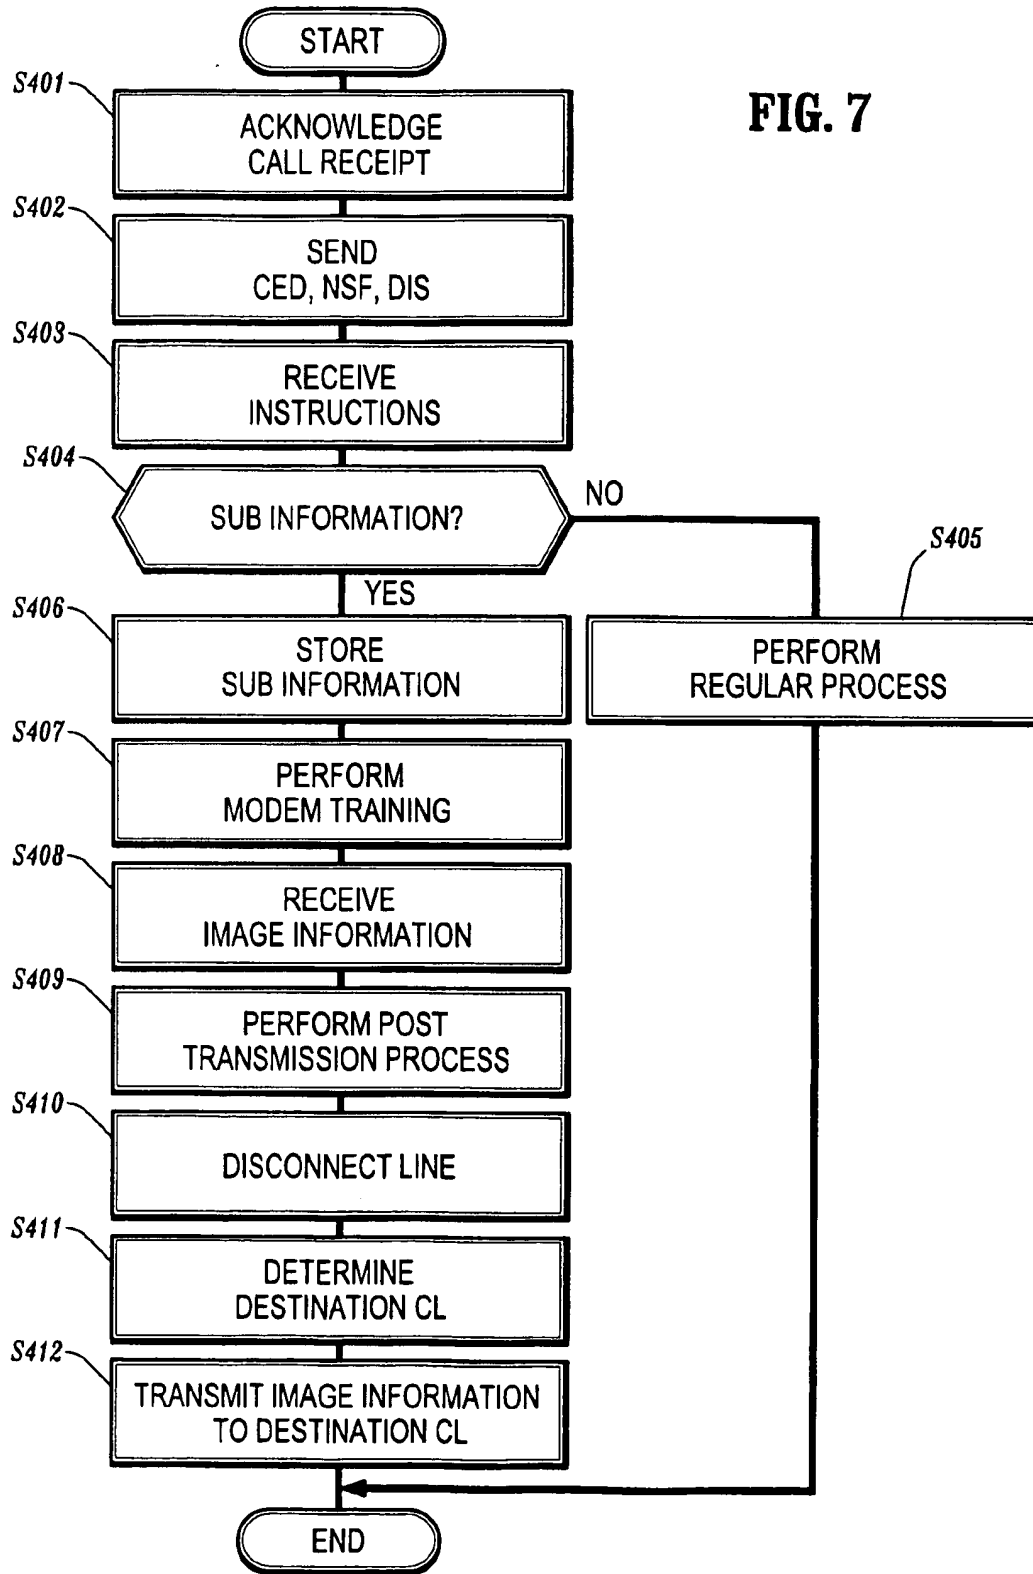 START
FIG. 7
S401
ACKNOWLEDGE
CALL RECEIPT
S402
SEND
CED, NSF, DIS
S403
RECEIVE
INSTRUCTIONS
S404
SUB INFORMATION?
NO
YES
S405
PERFORM
REGULAR PROCESS
S406
STORE
SUB INFORMATION
S407
PERFORM
MODEM TRAINING
S408
RECEIVE
IMAGE INFORMATION
S409
PERFORM POST
TRANSMISSION PROCESS
S410
DISCONNECT LINE
S411
DETERMINE
DESTINATION CL
S412
TRANSMIT IMAGE INFORMATION
TO DESTINATION CL
END